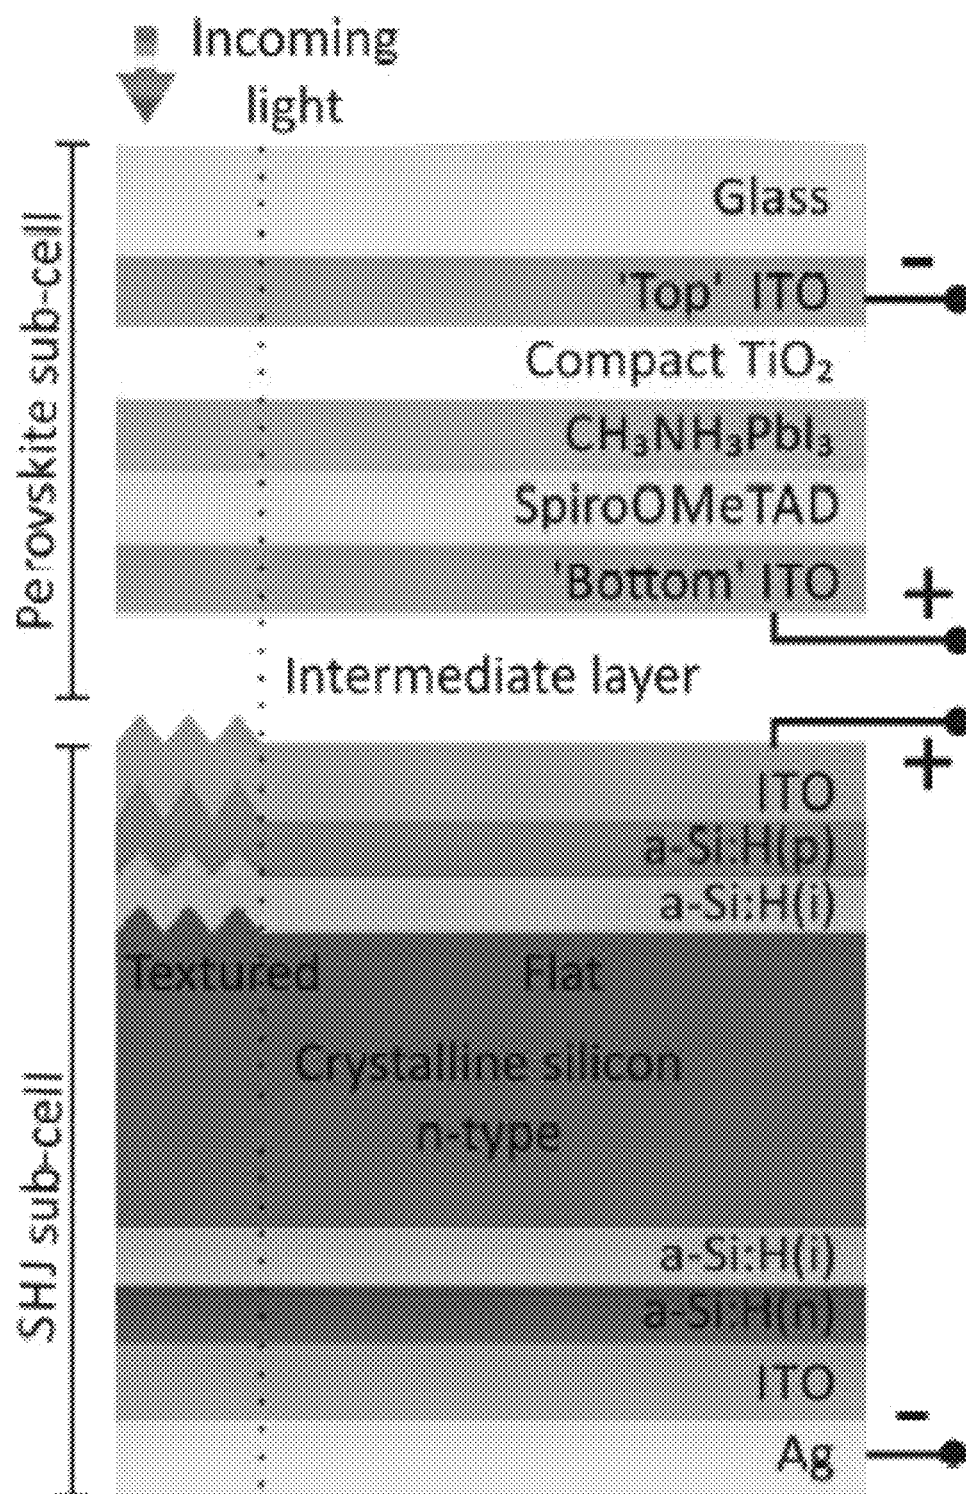 Incoming
light
Perovskite sub-cell
Glass
-
'Top' ITO
Compact TiO₂
CH₃NH₃PbI₃
SpiroOMeTAD
'Bottom' ITO
+
Intermediate layer
+
SHJ sub-cell
ITO
a-Si:H(p)
a-Si:H(i)
Textured Flat
Crystalline silicon
n-type
a-Si:H(i)
a-Si:H(n)
ITO
-
Ag